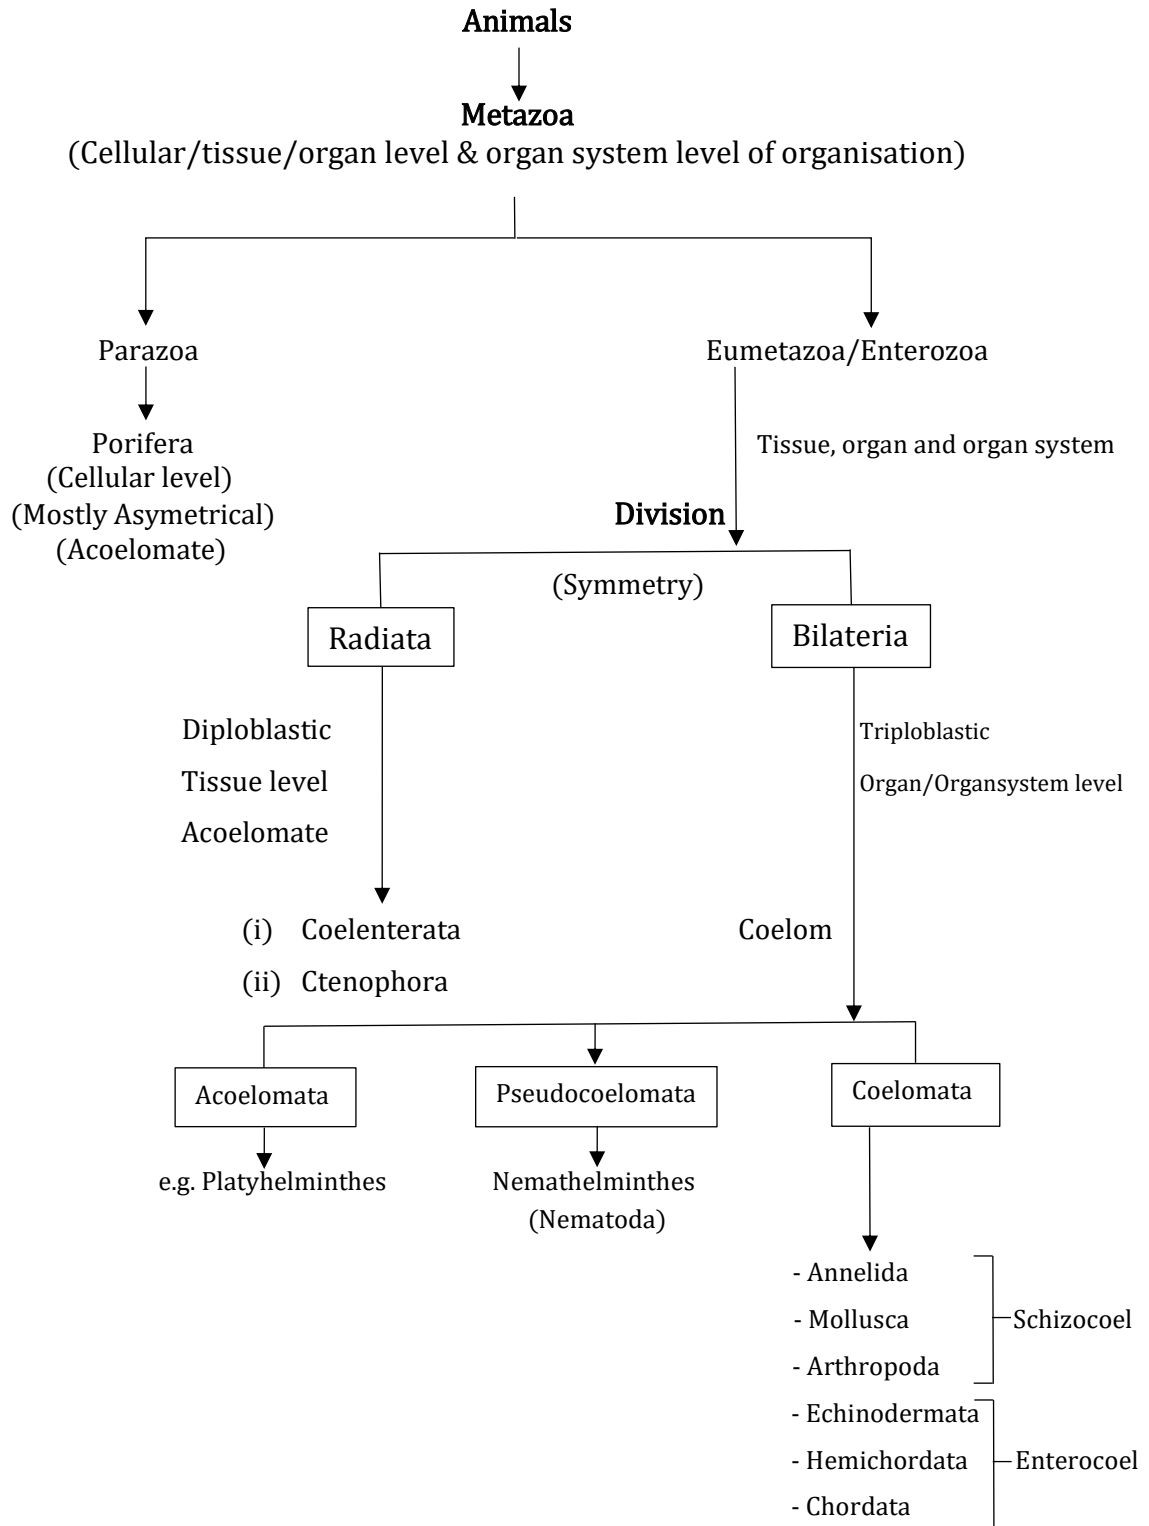 Animals
Metazoa
(Cellular/tissue/organ level & organ system level of organisation)
Parazoa
Eumetazoa/Enterozoa
Porifera
(Cellular level)
(Mostly Asymetrical)
(Acoelomate)
Tissue, organ and organ system
Division
(Symmetry)
Radiata
Bilateria
Diploblastic
Tissue level
Acoelomate
Triploblastic
Organ/Organsystem level
(i) Coelenterata
(ii) Ctenophora
Coelom
Acoelomata
Pseudocoelomata
Coelomata
e.g. Platyhelminthes
Nemathelminthes
(Nematoda)
- Annelida
- Mollusca
- Arthropoda
Schizocoel
- Echinodermata
- Hemichordata
- Chordata
Enterocoel